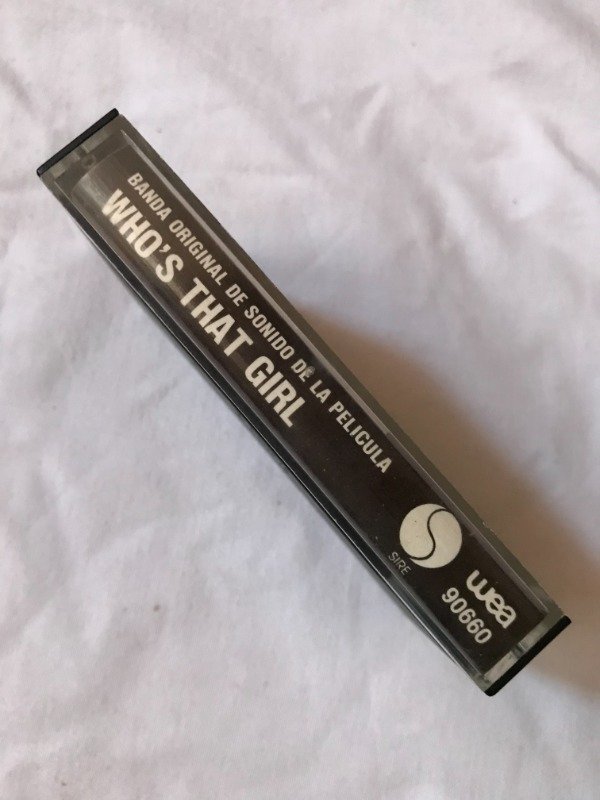 BANDA ORIGINAL DE SONIDO DE LA PELICULA
WHO'S THAT GIRL
SIRE
wea
90660